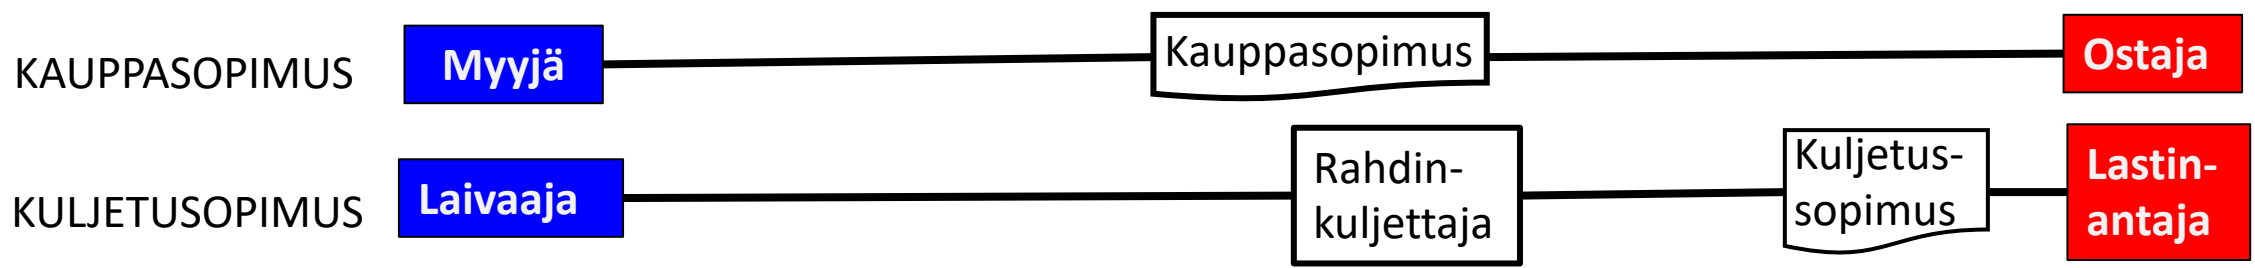 KAUPPASOPIMUS Myyjä Kauppasopimus Ostaja
KULJETUSOPIMUS Laivaaja
Rahdin-
kuljettaja
Kuljetus-
sopimus
Lastin-
antaja